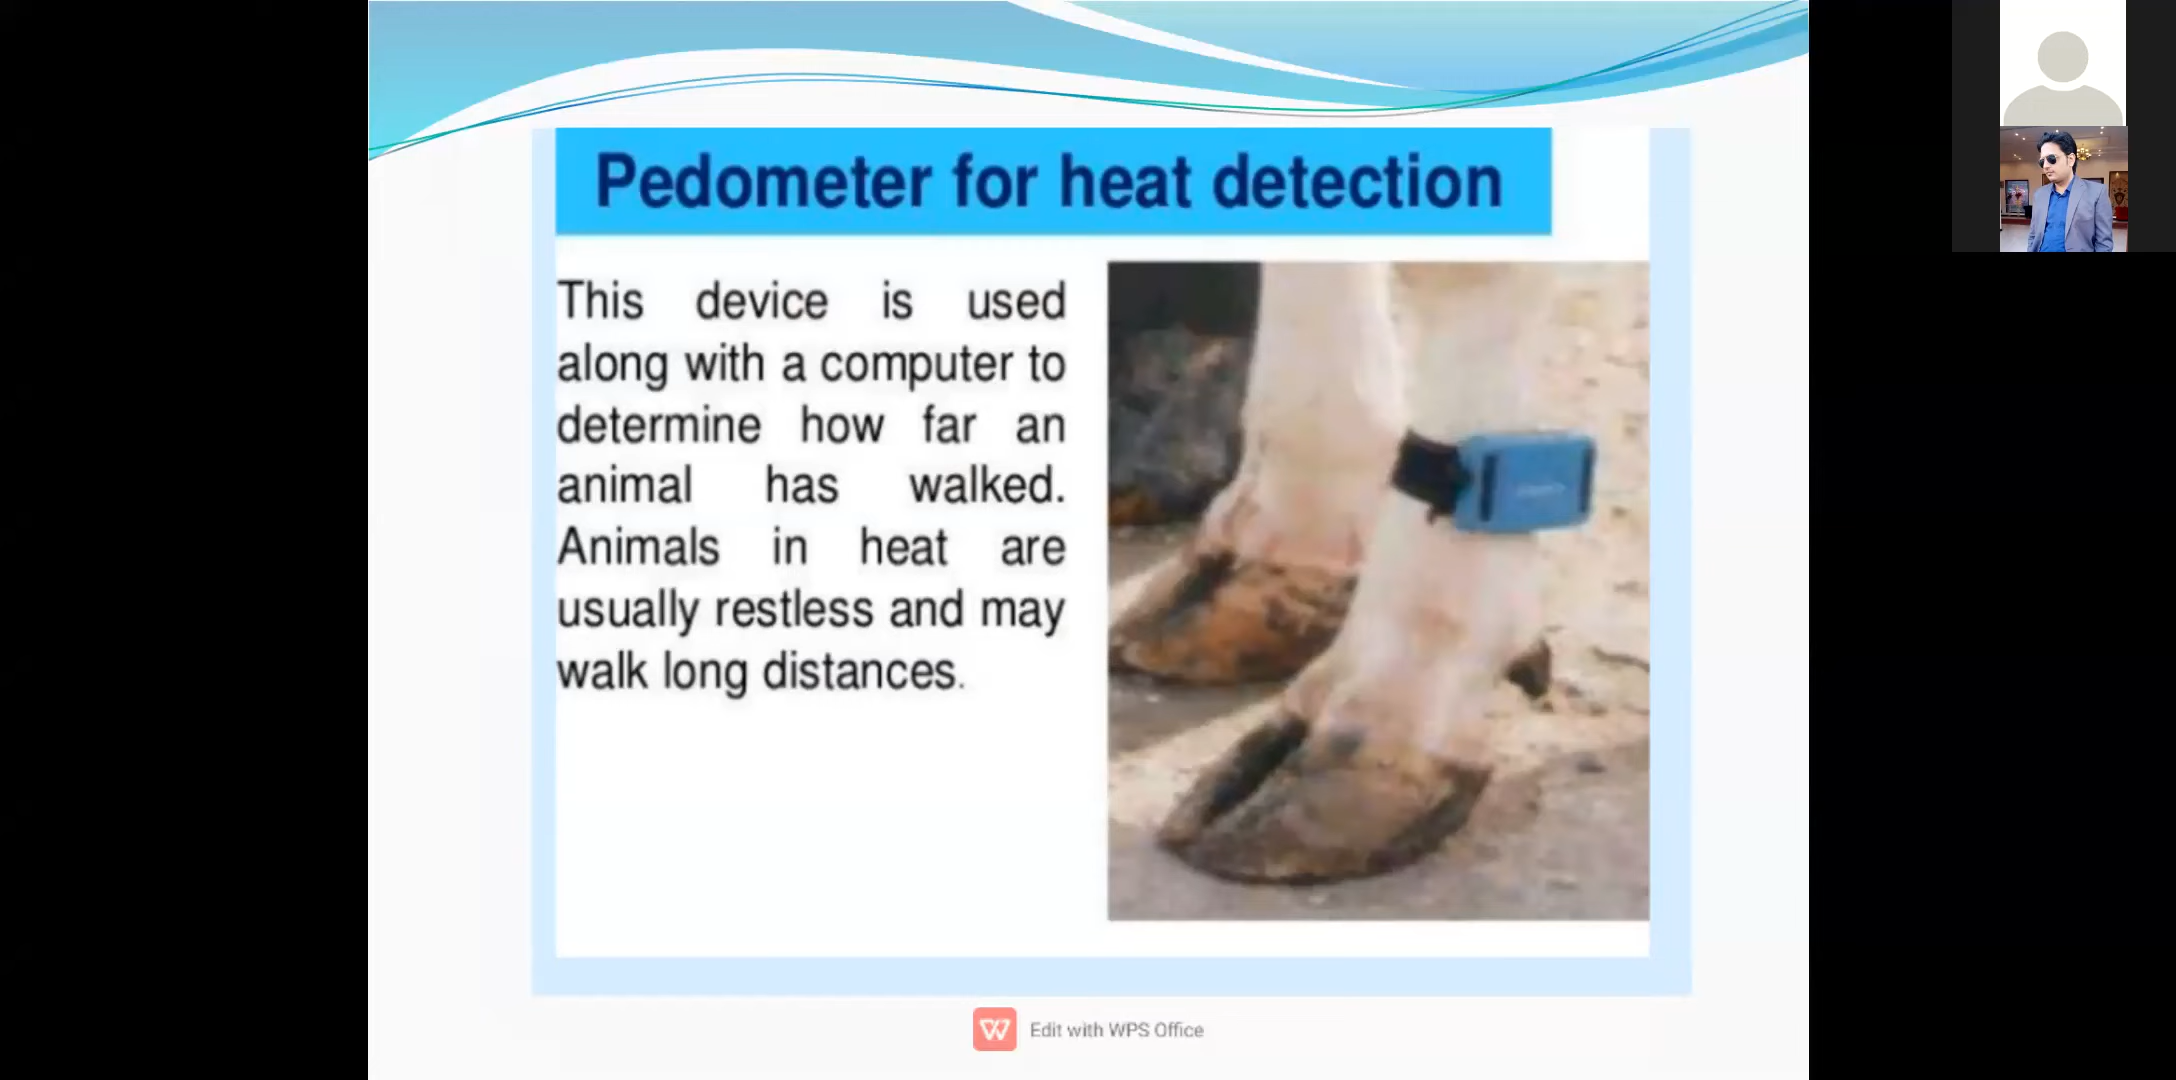 Pedometer for heat detection
This device is used
along with a computer to
determine how far an
animal has walked.
Animals in heat are
usually restless and may
walk long distances.
Edit with WPS Office